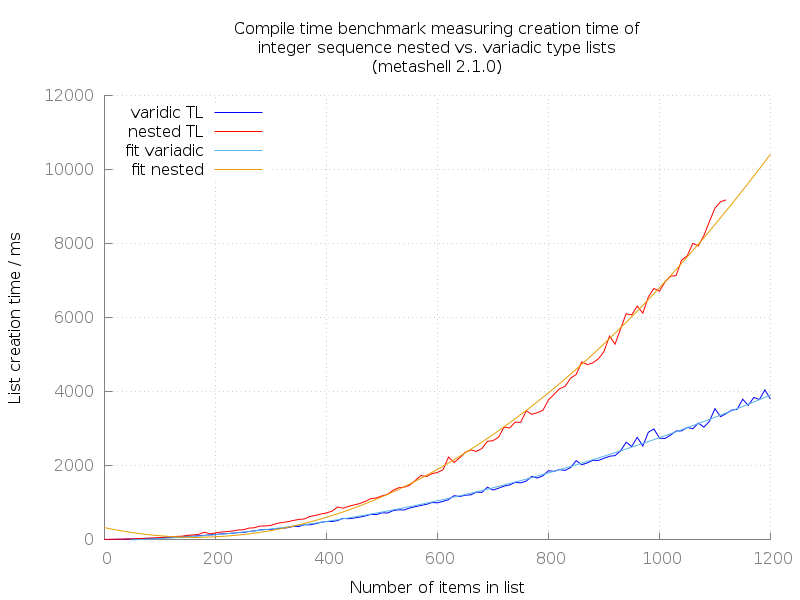 Compile time benchmark measuring creation time of
integer sequence nested vs. variadic type lists
(metashell 2.1.0)
12000
10000
8000
6000
4000
2000
0
List creation time / ms
varidic TL
nested TL
fit variadic
fit nested
0 200 400 600 800 1000 1200
Number of items in list